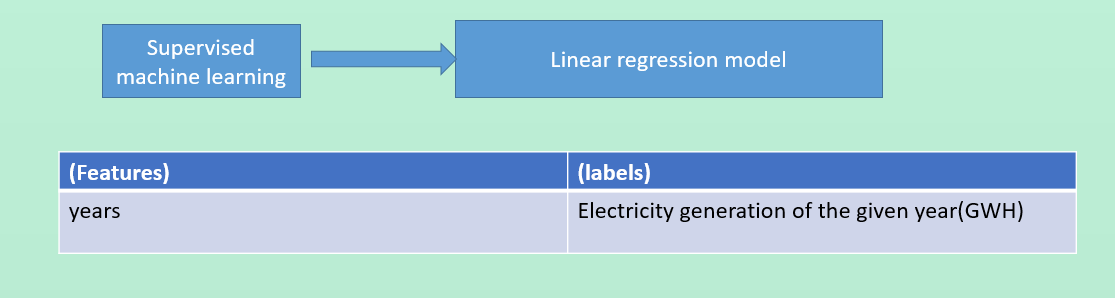 Supervised
machine learning
Linear regression model
(Features)
(labels)
years
Electricity generation of the given year(GWH)